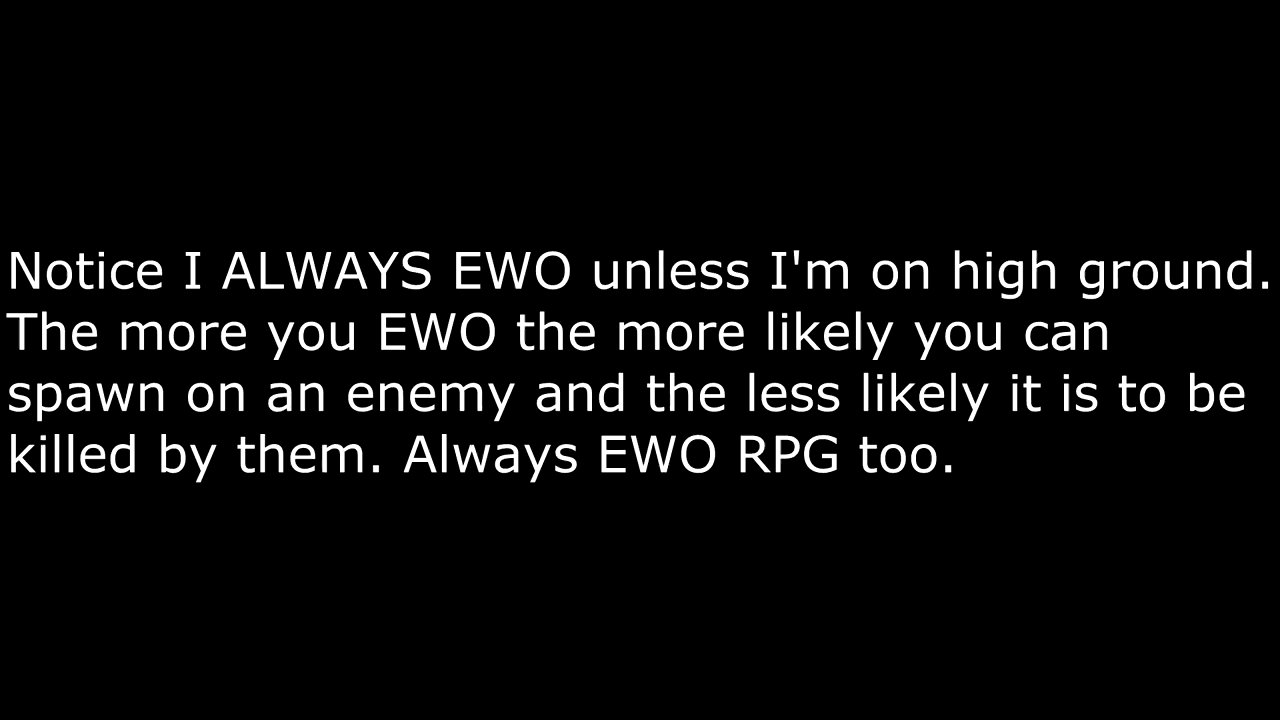 Notice I ALWAYS EWO unless I'm on high ground.
The more you EWO the more likely you can
spawn on an enemy and the less likely it is to be
killed by them. Always EWO RPG too.